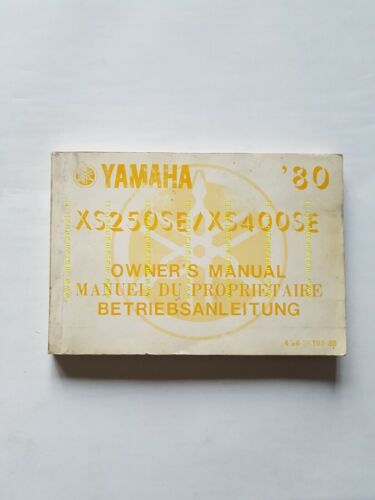 YAMAHA '80
XS250SE/XS400SE
OWNER'S MANUAL
MANUEL DU PROPRIETAIRE
BETRIEBSANLEITUNG